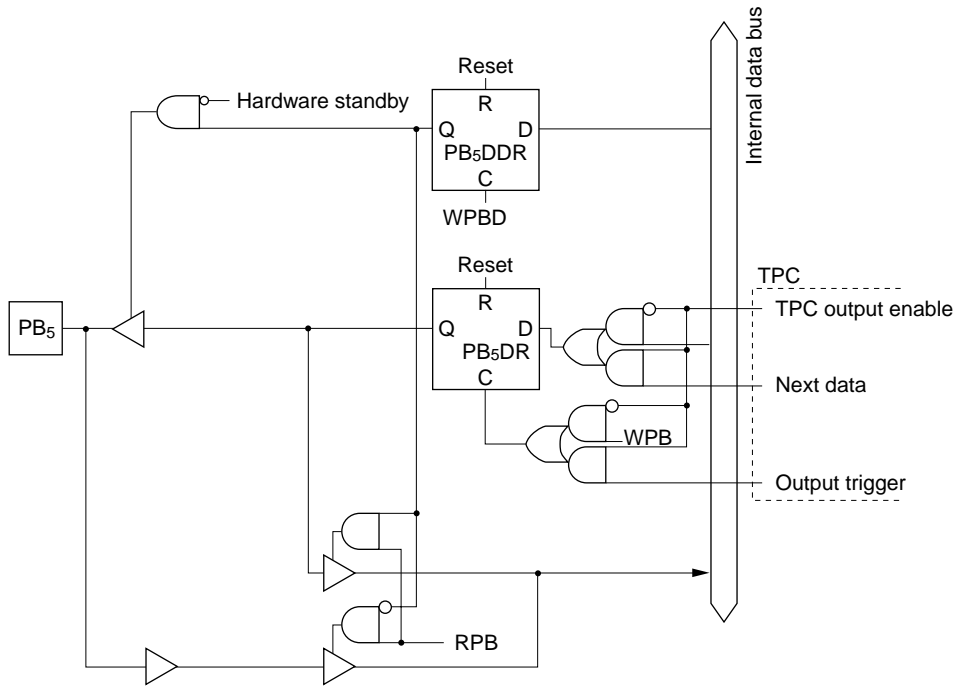 Internal data bus
Reset
Hardware standby
R
Q D
PB₅DDR
C
WPBD
Reset
TPC
R
TPC output enable
PB₅
Q D
PB₅DR
C
Next data
WPB
Output trigger
RPB